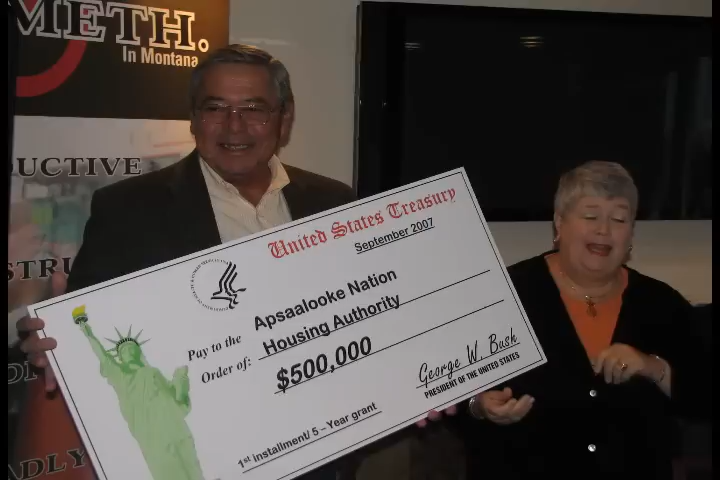 METH.
In Montana
UCTIVE
STRU
ADLY
United States Treasury
September 2007
Pay to the
Order of:
Apsaalooke Nation
Housing Authority
$500,000
George W. Bush
PRESIDENT OF THE UNITED STATES
1st installment/ 5 – Year grant